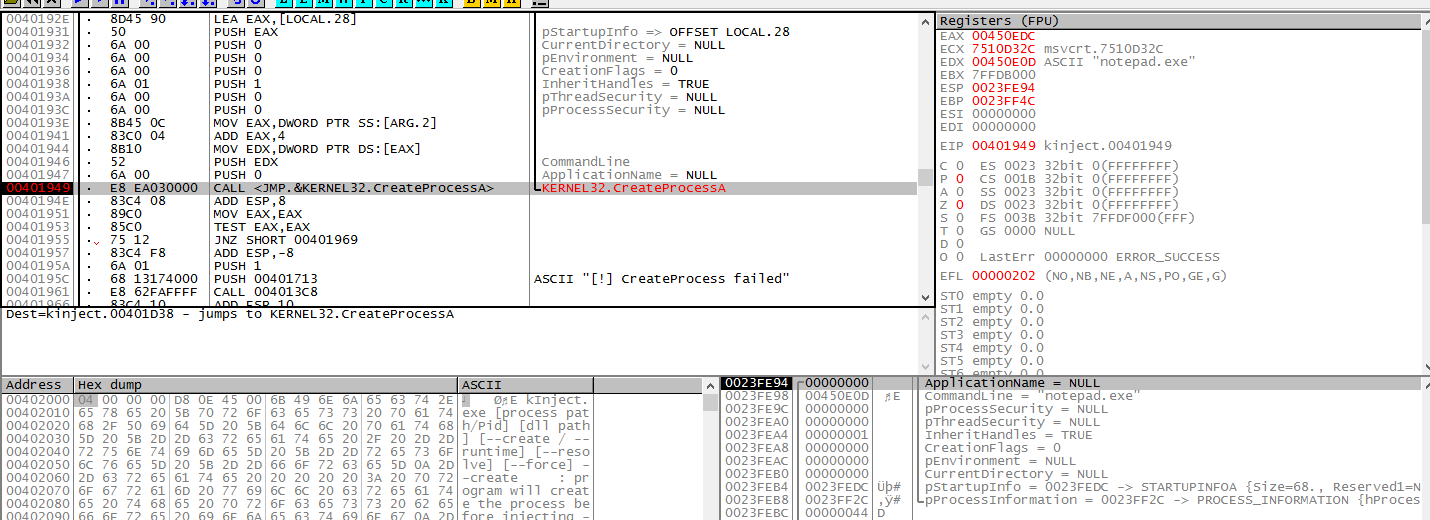 0040192E . 8D45 90 LEA EAX,[LOCAL.28]
00401931 . 50 PUSH EAX pStartupInfo => OFFSET LOCAL.28
00401932 . 6A 00 PUSH 0 CurrentDirectory = NULL
00401934 . 6A 00 PUSH 0 pEnvironment = NULL
00401936 . 6A 00 PUSH 0 CreationFlags = 0
00401938 . 6A 01 PUSH 1 InheritHandles = TRUE
0040193A . 6A 00 PUSH 0 pThreadSecurity = NULL
0040193C . 6A 00 PUSH 0 pProcessSecurity = NULL
0040193E . 8B45 0C MOV EAX,DWORD PTR SS:[ARG.2]
00401941 . 83C0 04 ADD EAX,4
00401944 . 8B10 MOV EDX,DWORD PTR DS:[EAX]
00401946 . 52 PUSH EDX CommandLine
00401947 . 6A 00 PUSH 0 ApplicationName = NULL
00401949 . E8 EA030000 CALL <JMP.&KERNEL32.CreateProcessA> KERNEL32.CreateProcessA
0040194E . 83C4 08 ADD ESP,8
00401951 . 89C0 MOV EAX,EAX
00401953 . 85C0 TEST EAX,EAX
00401955 . 75 12 JNZ SHORT 00401969
00401957 . 83C4 F8 ADD ESP,-8
0040195A . 6A 01 PUSH 1
0040195C . 68 13174000 PUSH 00401713 ASCII "[!] CreateProcess failed"
00401961 . E8 62FAFFFF CALL 004013C8
00401966 . 83C4 10 ADD ESP,10
Dest=kinject.00401D38 - jumps to KERNEL32.CreateProcessA
Registers (FPU)
EAX 00450EDC
ECX 7510D32C msvcrt.7510D32C
EDX 00450E0D ASCII "notepad.exe"
EBX 7FFDB000
ESP 0023FE94
EBP 0023FF4C
ESI 00000000
EDI 00000000
EIP 00401949 kinject.00401949
C 0 ES 0023 32bit 0(FFFFFFFF)
P 0 CS 001B 32bit 0(FFFFFFFF)
A 0 SS 0023 32bit 0(FFFFFFFF)
Z 0 DS 0023 32bit 0(FFFFFFFF)
S 0 FS 003B 32bit 7FFDF000(FFF)
T 0 GS 0000 NULL
D 0
O 0 LastErr 00000000 ERROR_SUCCESS
EFL 00000202 (NO,NB,NE,A,NS,PO,GE,G)
ST0 empty 0.0
ST1 empty 0.0
ST2 empty 0.0
ST3 empty 0.0
ST4 empty 0.0
ST5 empty 0.0
ST6 empty 0.0
Address Hex dump ASCII
00402000 04 00 00 00 D8 0E 45 00 6B 49 6E 6A 65 63 74 2E kInject.
00402010 65 78 65 20 5B 70 72 6F 63 65 73 73 20 70 61 74 exe [process pat
00402020 68 2F 50 69 64 5D 20 5B 64 6C 6C 20 70 61 74 68 h/Pid] [dll path
00402030 5D 20 5B 2D 2D 63 72 65 61 74 65 20 2F 20 2D 2D ] [--create / --
00402040 72 75 6E 74 69 6D 65 5D 20 5B 2D 2D 72 65 73 6F runtime] [--reso
00402050 6C 76 65 5D 20 5B 2D 2D 66 6F 72 63 65 5D 0A 2D lve] [--force] -
00402060 2D 63 72 65 61 74 65 20 20 20 20 20 3A 20 70 72 -create     : pr
00402070 6F 67 72 61 6D 20 77 69 6C 6C 20 63 72 65 61 74 ogram will creat
00402080 65 20 74 68 65 20 70 72 6F 63 65 73 73 20 62 65 e the process be
00402090 66 6F 72 65 20 69 6E 6A 65 63 74 69 6E 67 0A 2D fore injecting -
0023FE94 00000000 ApplicationName = NULL
0023FE98 00450E0D CommandLine = "notepad.exe"
0023FE9C 00000000 pProcessSecurity = NULL
0023FEA0 00000000 pThreadSecurity = NULL
0023FEA4 00000001 InheritHandles = TRUE
0023FEA8 00000000 CreationFlags = 0
0023FEAC 00000000 pEnvironment = NULL
0023FEB0 00000000 CurrentDirectory = NULL
0023FEB4 0023FEDC Üþ# pStartupInfo = 0023FEDC -> STARTUPINFOA {Size=68., Reserved1=N
0023FEB8 0023FF2C ,ÿ# pProcessInformation = 0023FF2C -> PROCESS_INFORMATION {hProces
0023FEBC 00000044 D